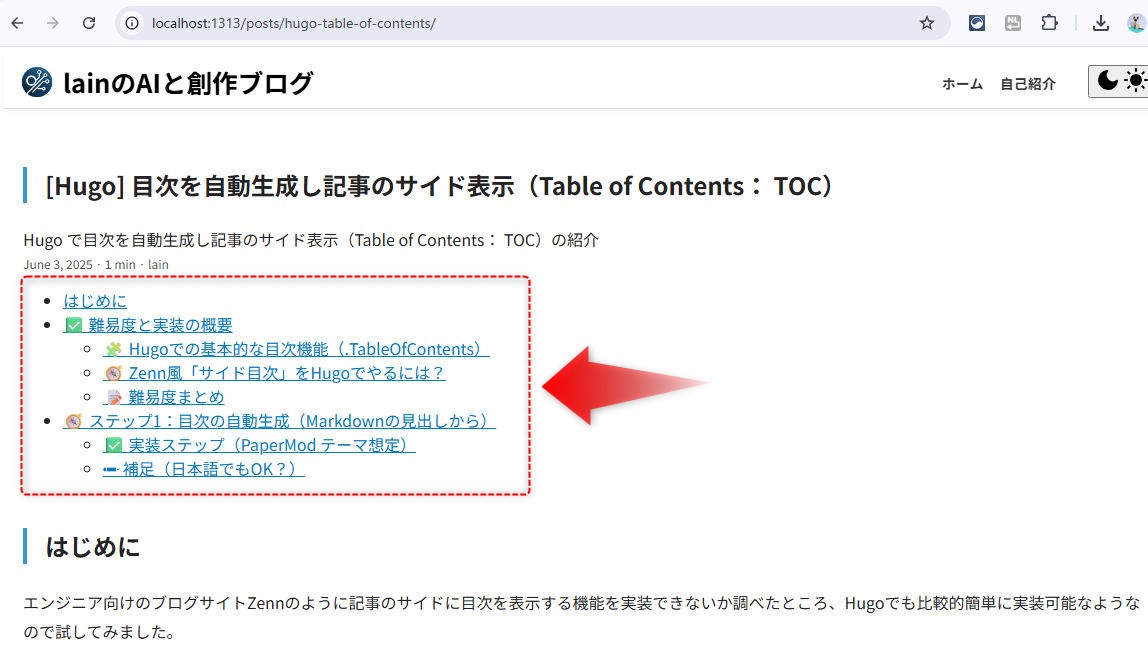 localhost:1313/posts/hugo-table-of-contents/
lainのAIと創作ブログ
ホーム 自己紹介
[Hugo] 目次を自動生成し記事のサイド表示（Table of Contents： TOC）
Hugo で目次を自動生成し記事のサイド表示（Table of Contents： TOC）の紹介
June 3, 2025 · 1 min · lain
はじめに
✅ 難易度と実装の概要
🧩 Hugoでの基本的な目次機能（.TableOfContents）
🧭 Zenn風「サイド目次」をHugoでやるには？
📝 難易度まとめ
🧭 ステップ1：目次の自動生成（Markdownの見出しから）
✅ 実装ステップ（PaperMod テーマ想定）
補足（日本語でもOK？）
はじめに
エンジニア向けのブログサイトZennのように記事のサイドに目次を表示する機能を実装できないか調べたところ、Hugoでも比較的簡単に実装可能なような
ので試してみました。